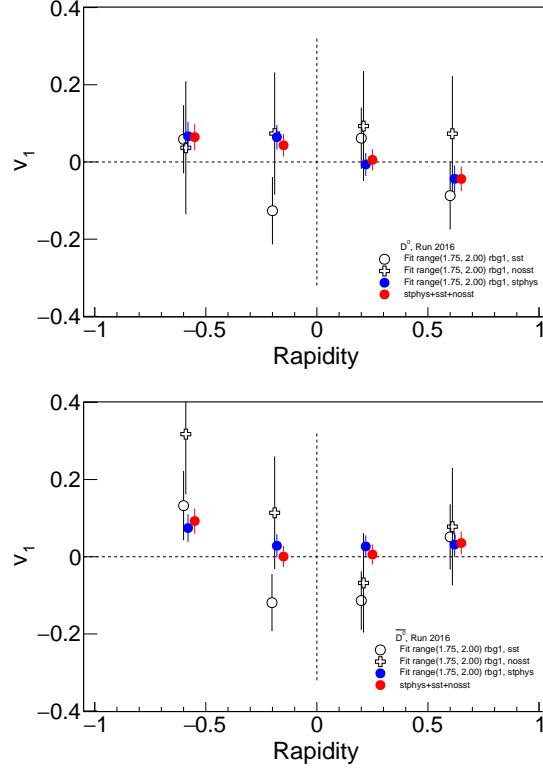 0.4
0.2
0
−0.2
−0.4
v1
D0, Run 2016
Fit range(1.75, 2.00) rbg1, sst
Fit range(1.75, 2.00) rbg1, nosst
Fit range(1.75, 2.00) rbg1, stphys
stphys+sst+nosst
−1 −0.5 0 0.5 1
Rapidity
0.4
0.2
0
−0.2
−0.4
v1
D0, Run 2016
Fit range(1.75, 2.00) rbg1, sst
Fit range(1.75, 2.00) rbg1, nosst
Fit range(1.75, 2.00) rbg1, stphys
stphys+sst+nosst
−1 −0.5 0 0.5 1
Rapidity